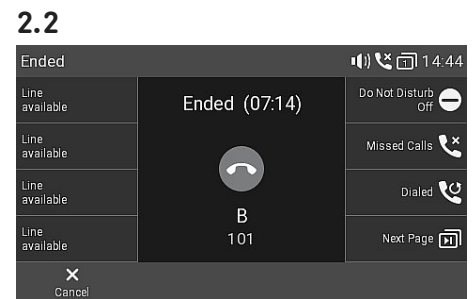 2.2
Ended
1 14:44
Line
available
Line
available
Line
available
Line
available
Ended (07:14)
B
101
Do Not Disturb
Off
Missed Calls
Dialed
Next Page
Cancel